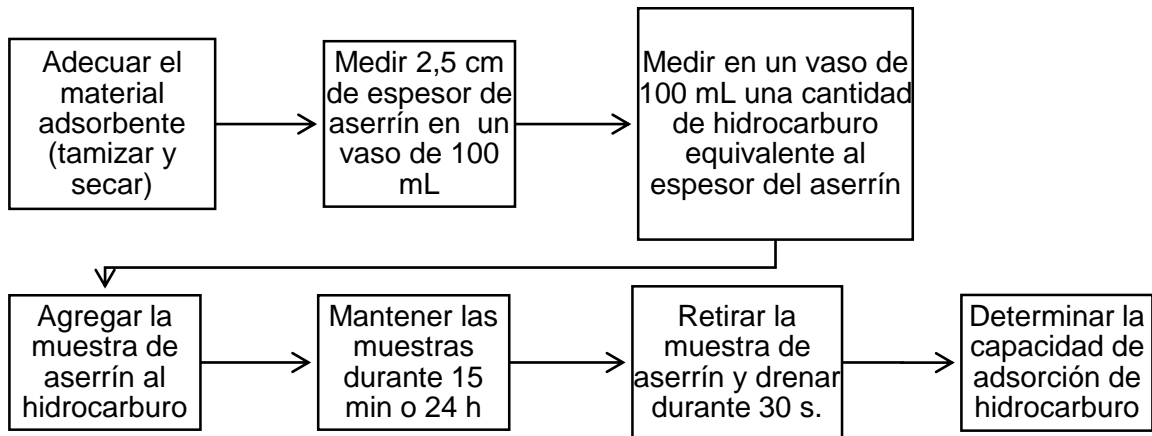 Adecuar el
material
adsorbente
(tamizar y
secar)
Medir 2,5 cm
de espesor de
aserrín en un
vaso de 100
mL
Medir en un vaso de
100 mL una cantidad
de hidrocarburo
equivalente al
espesor del aserrín
Agregar la
muestra de
aserrín al
hidrocarburo
Mantener las
muestras
durante 15
min o 24 h
Retirar la
muestra de
aserrín y drenar
durante 30 s.
Determinar la
capacidad de
adsorción de
hidrocarburo